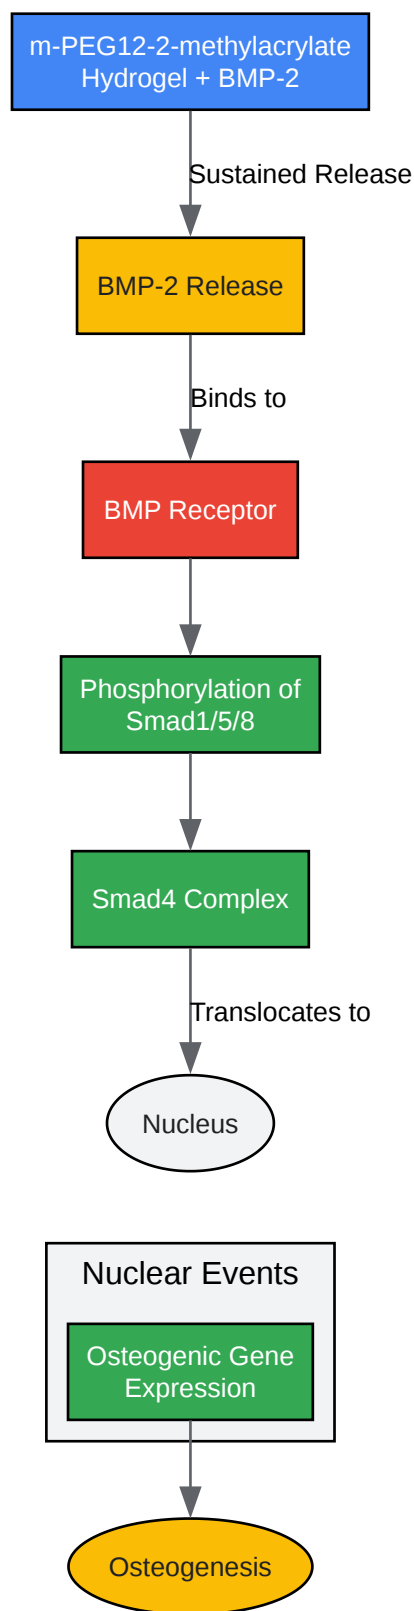 m-PEG12-2-methylacrylate
Hydrogel + BMP-2
Sustained Release
BMP-2 Release
Binds to
BMP Receptor
Phosphorylation of
Smad1/5/8
Smad4 Complex
Translocates to
Nucleus
Nuclear Events
Osteogenic Gene
Expression
Osteogenesis